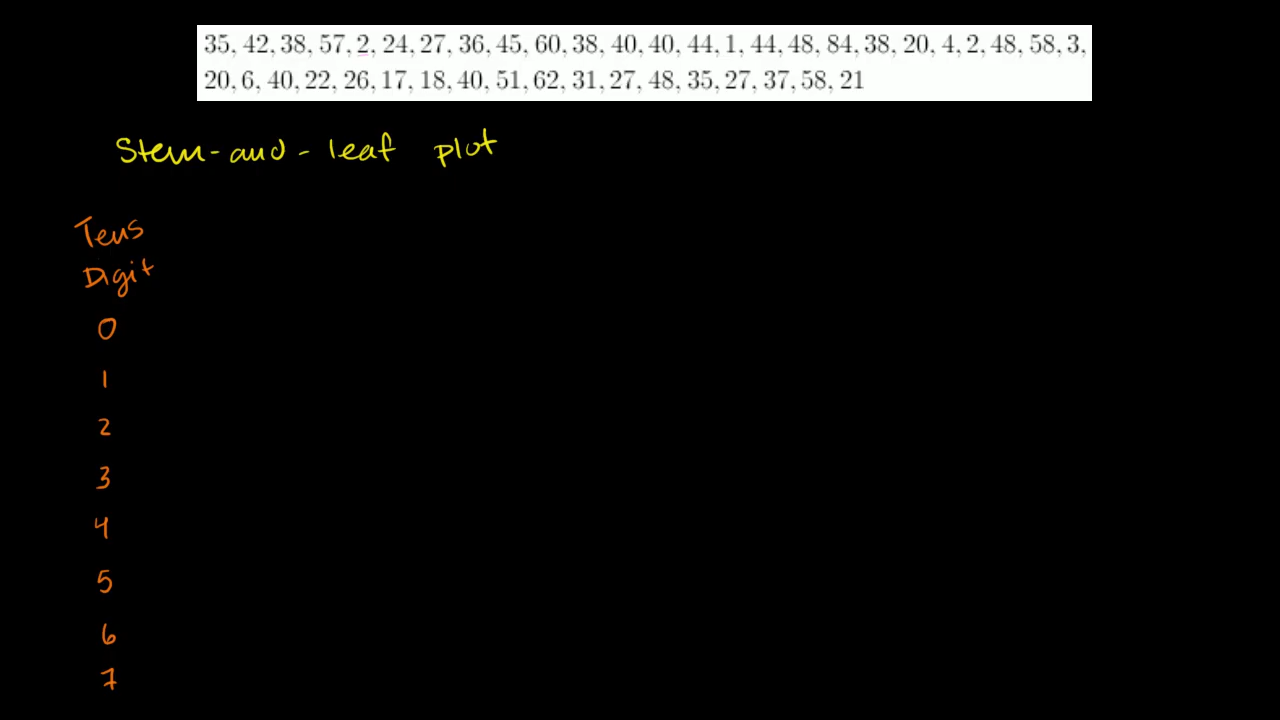 35, 42, 38, 57, 2, 24, 27, 36, 45, 60, 38, 40, 40, 44, 1, 44, 48, 84, 38, 20, 4, 2, 48, 58, 3,
20, 6, 40, 22, 26, 17, 18, 40, 51, 62, 31, 27, 48, 35, 27, 37, 58, 21
Stem-and-leaf plot
Tens
Digit
0
1
2
3
4
5
6
7